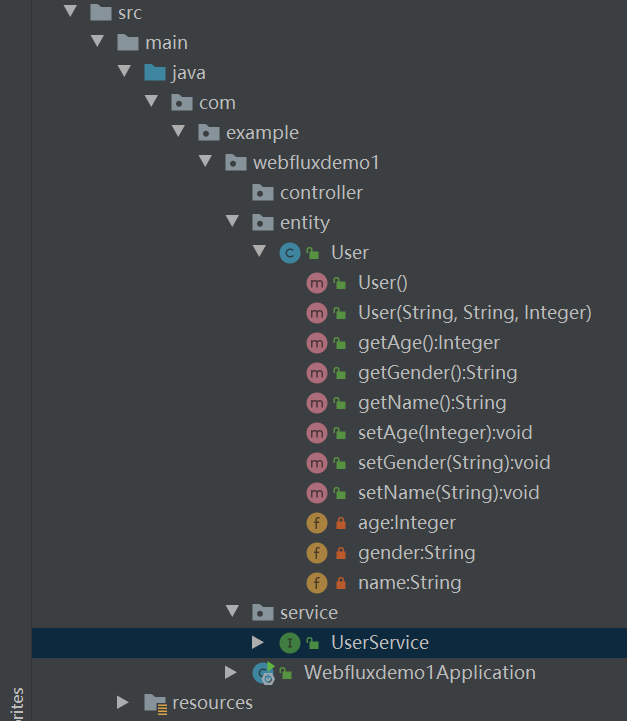 src
main
java
com
example
webfluxdemo1
controller
entity
User
User()
User(String, String, Integer)
getAge():Integer
getGender():String
getName():String
setAge(Integer):void
setGender(String):void
setName(String):void
age:Integer
gender:String
name:String
service
UserService
Webfluxdemo1Application
resources
rites